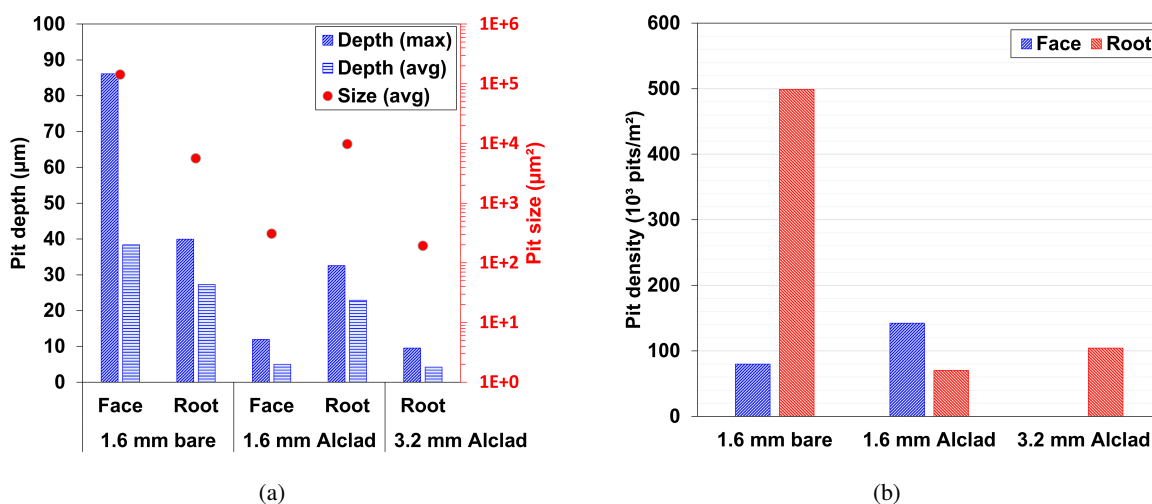 100
90
80
70
60
50
40
30
20
10
0
Pit depth (µm)
Depth (max)
Depth (avg)
Size (avg)
1E+6
1E+5
1E+4
1E+3
1E+2
1E+1
1E+0
Pit size (µm²)
Face Root Face Root Root
1.6 mm bare 1.6 mm Alclad 3.2 mm Alclad
(a)
600
500
400
300
200
100
0
Pit density (10³ pits/m²)
Face Root
1.6 mm bare 1.6 mm Alclad 3.2 mm Alclad
(b)